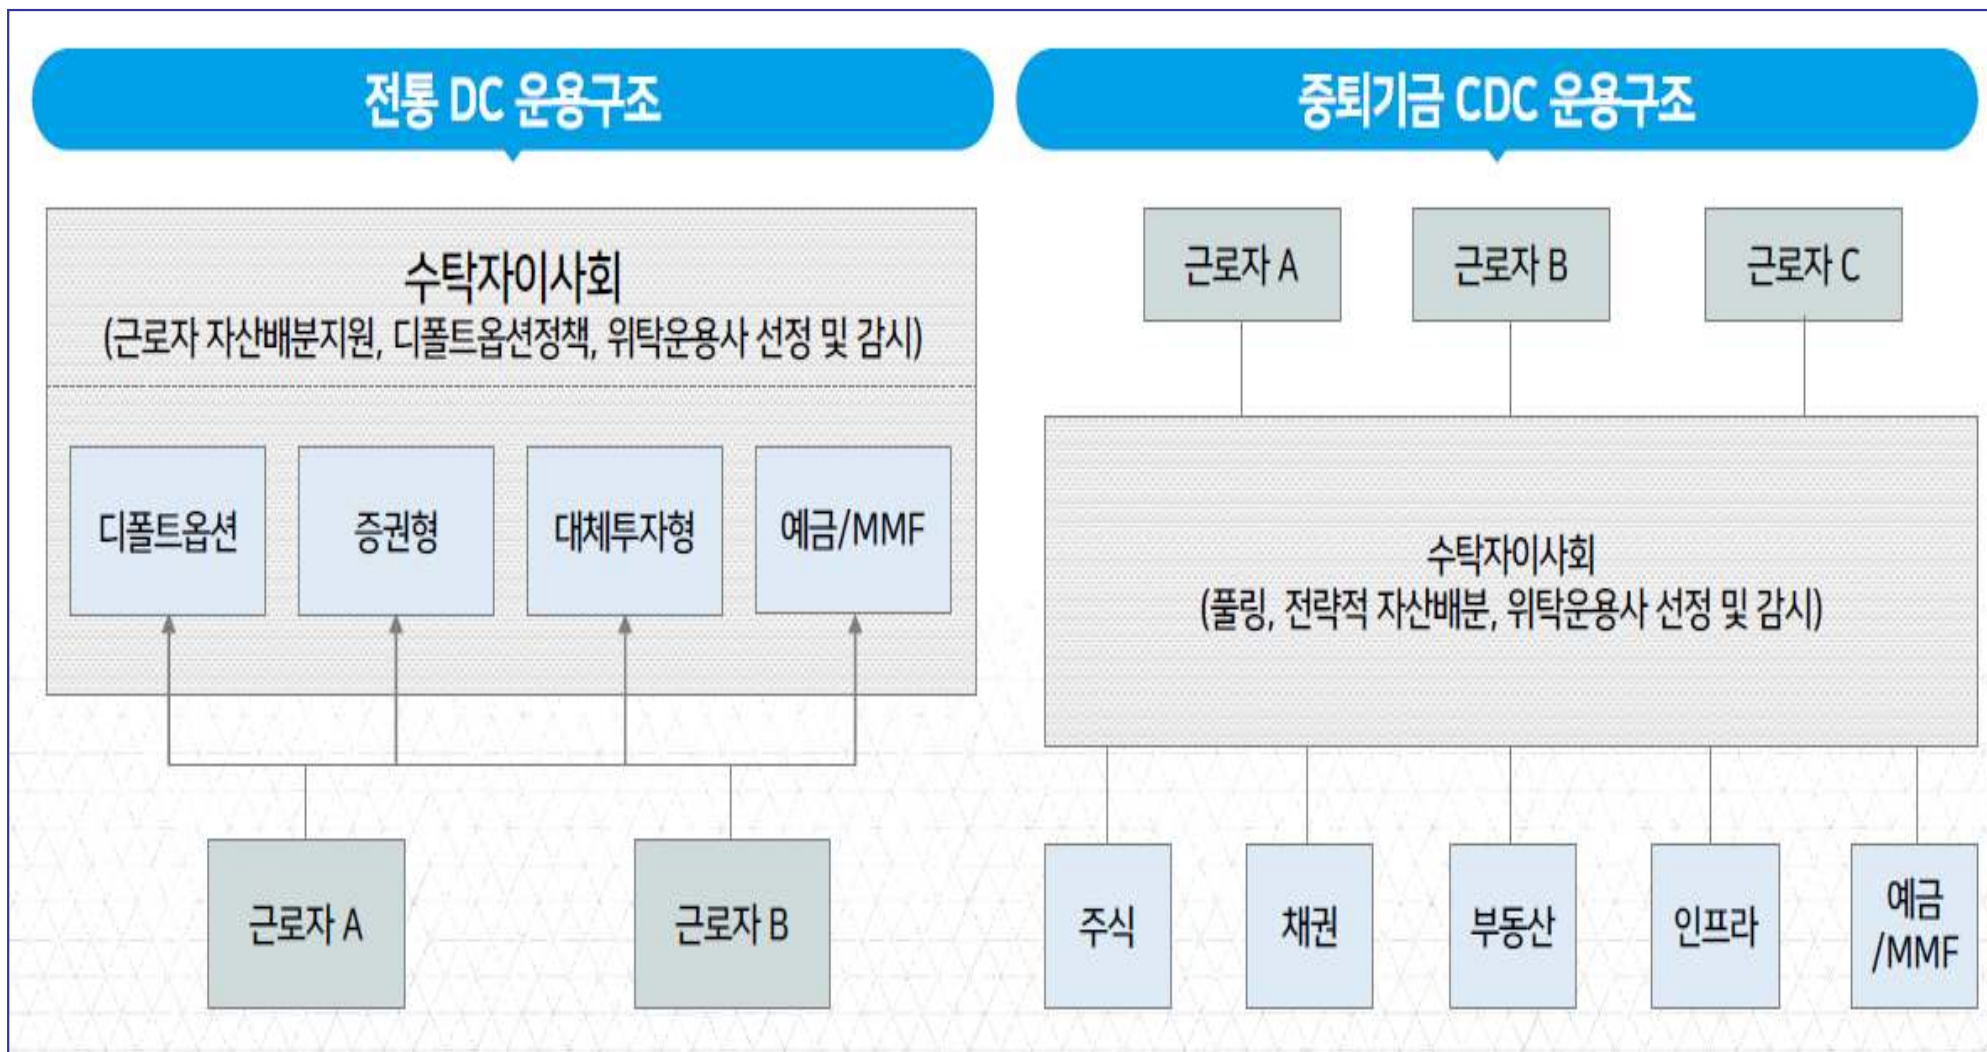 전통 DC 운용구조
수탁자이사회
(근로자 자산배분지원, 디폴트옵션정책, 위탁운용사 선정 및 감시)
디폴트옵션
증권형
대체투자형
예금/MMF
근로자 A
근로자 B
중퇴기금 CDC 운용구조
근로자 A
근로자 B
근로자 C
수탁자이사회
(풀링, 전략적 자산배분, 위탁운용사 선정 및 감시)
주식
채권
부동산
인프라
예금
/MMF